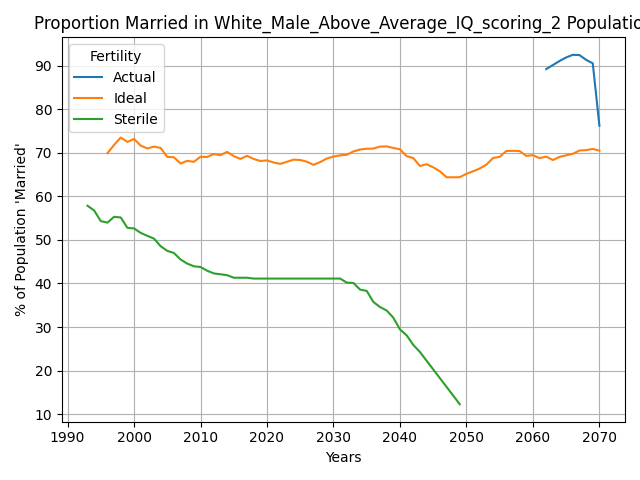 Proportion Married in White_Male_Above_Average_IQ_scoring_2 Populatio
Fertility
Actual
Ideal
Sterile
% of Population 'Married'
90
80
70
60
50
40
30
20
10
1990 2000 2010 2020 2030 2040 2050 2060 2070
Years